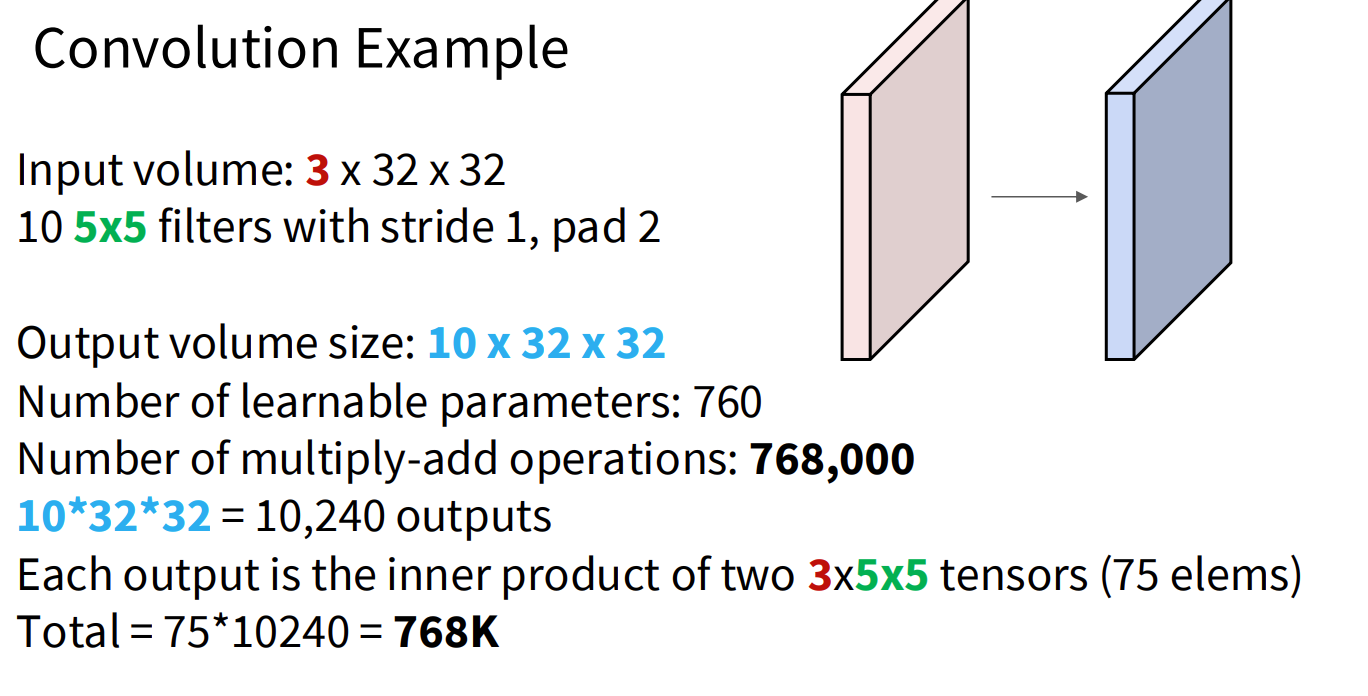 Convolution Example
Input volume: 3 x 32 x 32
10 5x5 filters with stride 1, pad 2
Output volume size: 10 x 32 x 32
Number of learnable parameters: 760
Number of multiply-add operations: 768,000
10*32*32 = 10,240 outputs
Each output is the inner product of two 3x5x5 tensors (75 elems)
Total = 75*10240 = 768K